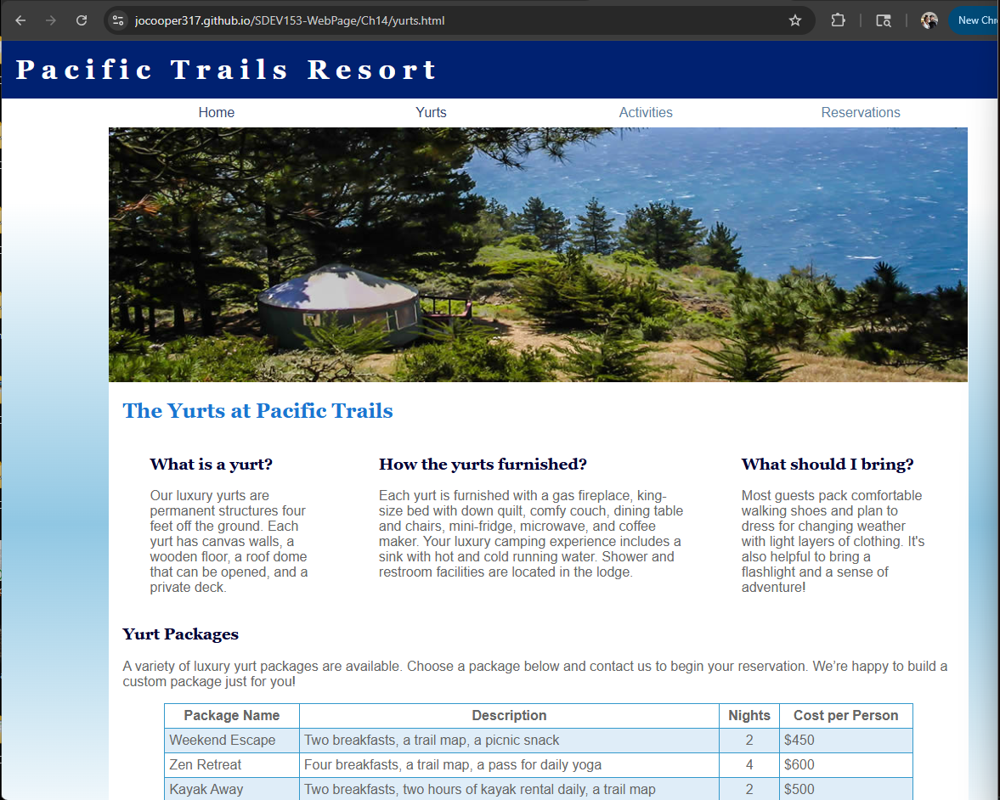 jocooper317.github.io/SDEV153-WebPage/Ch14/yurts.html
New Chr
Pacific Trails Resort
Home Yurts Activities Reservations
The Yurts at Pacific Trails
What is a yurt?
Our luxury yurts are
permanent structures four
feet off the ground. Each
yurt has canvas walls, a
wooden floor, a roof dome
that can be opened, and a
private deck.
How the yurts furnished?
Each yurt is furnished with a gas fireplace, king-
size bed with down quilt, comfy couch, dining table
and chairs, mini-fridge, microwave, and coffee
maker. Your luxury camping experience includes a
sink with hot and cold running water. Shower and
restroom facilities are located in the lodge.
What should I bring?
Most guests pack comfortable
walking shoes and plan to
dress for changing weather
with light layers of clothing. It's
also helpful to bring a
flashlight and a sense of
adventure!
Yurt Packages
A variety of luxury yurt packages are available. Choose a package below and contact us to begin your reservation. We’re happy to build a
custom package just for you!
Package Name Description Nights Cost per Person
Weekend Escape Two breakfasts, a trail map, a picnic snack 2 $450
Zen Retreat Four breakfasts, a trail map, a pass for daily yoga 4 $600
Kayak Away Two breakfasts, two hours of kayak rental daily, a trail map 2 $500